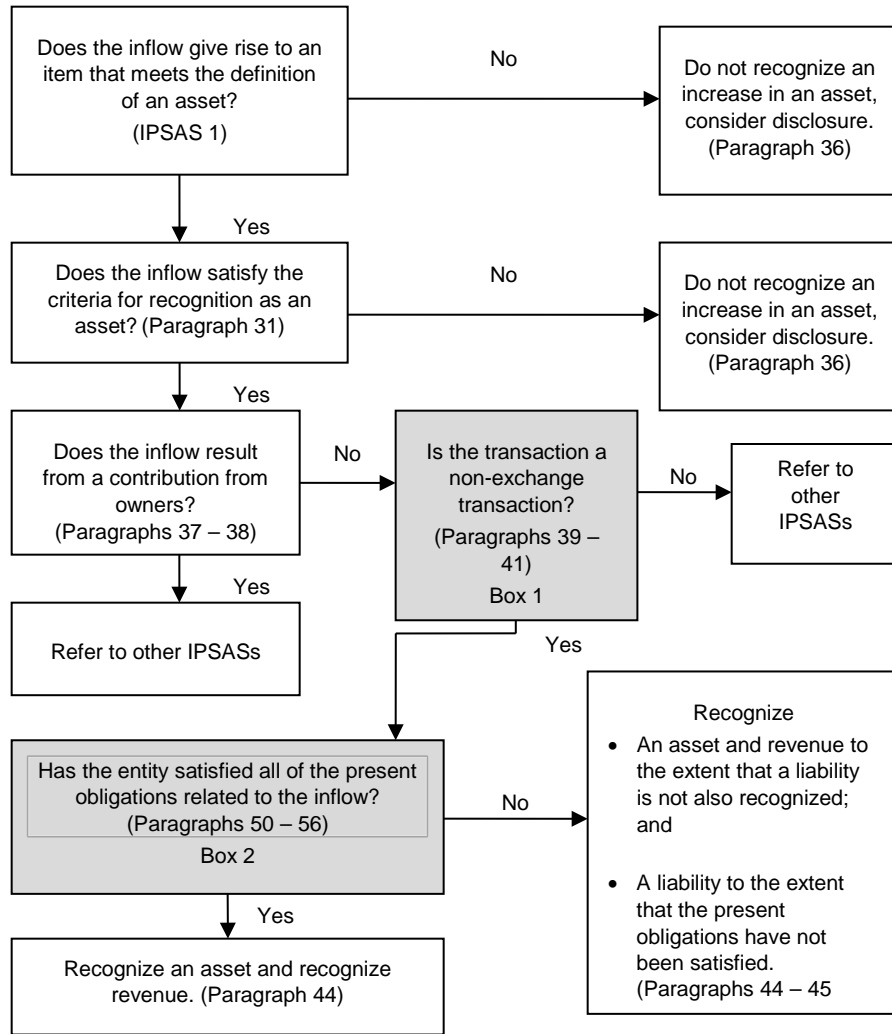 Does the inflow give rise to an
item that meets the definition
of an asset?
(IPSAS 1)
No
Do not recognize an
increase in an asset,
consider disclosure.
(Paragraph 36)
Yes
Does the inflow satisfy the
criteria for recognition as an
asset? (Paragraph 31)
No
Do not recognize an
increase in an asset,
consider disclosure.
(Paragraph 36)
Yes
Does the inflow result
from a contribution from
owners?
(Paragraphs 37 – 38)
No
Is the transaction a
non-exchange
transaction?
(Paragraphs 39 –
41)
Box 1
No
Refer to
other
IPSASs
Yes
Refer to other IPSASs
Yes
Has the entity satisfied all of the present
obligations related to the inflow?
(Paragraphs 50 – 56)
Box 2
No
Recognize
• An asset and revenue to
the extent that a liability
is not also recognized;
and
• A liability to the extent
that the present
obligations have not
been satisfied.
(Paragraphs 44 – 45
Yes
Recognize an asset and recognize
revenue. (Paragraph 44)